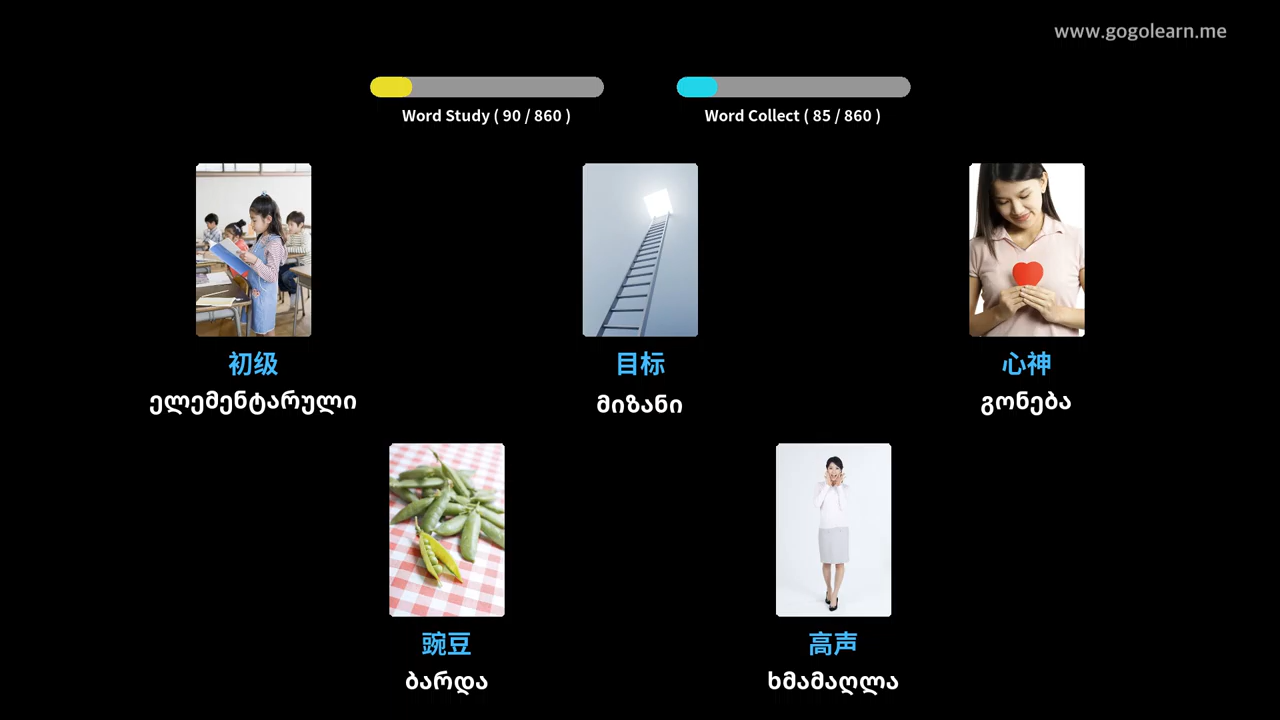 www.gogolearn.me
Word Study ( 90 / 860 )
Word Collect ( 85 / 860 )
初级
目标
心神
ელემენტარული
მიზანი
გონება
豌豆
高声
ბარდა
ხმამაღლა